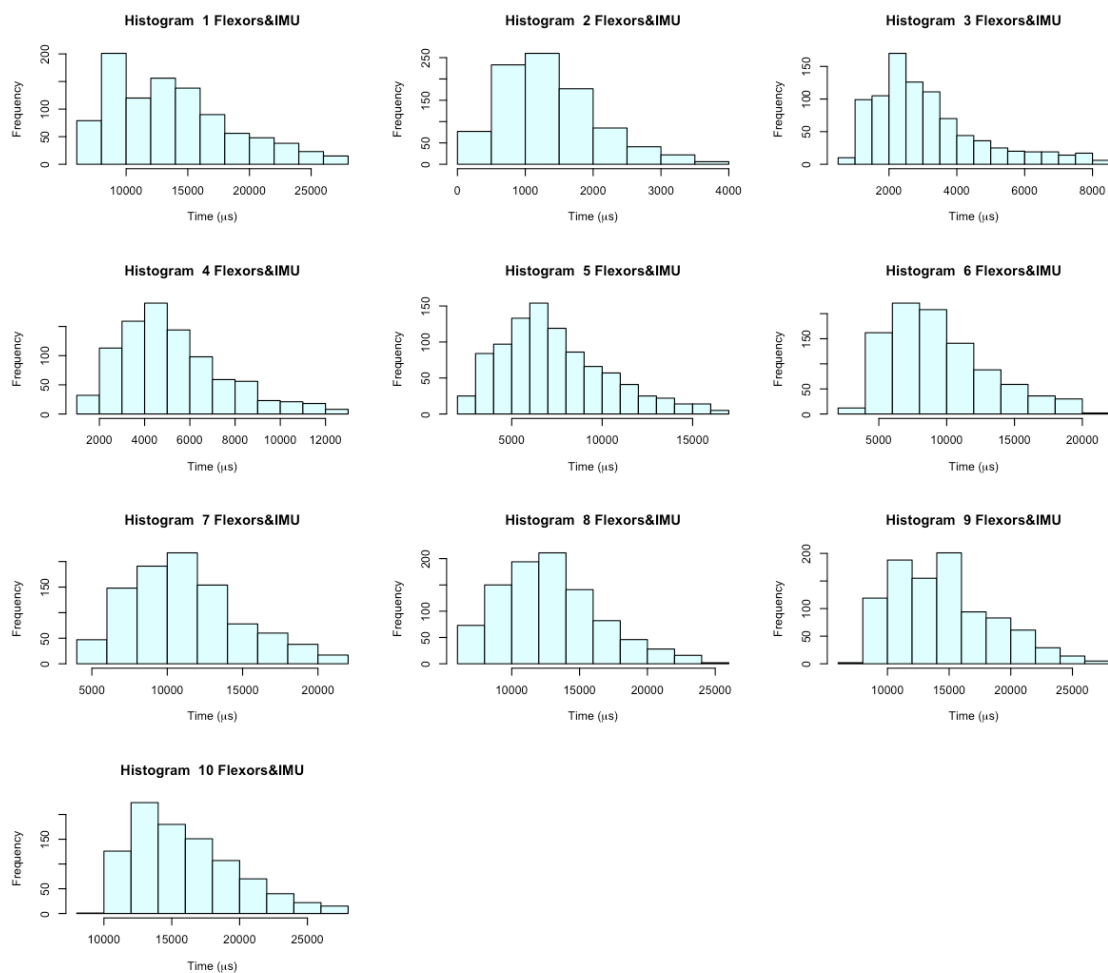 Histogram 1 Flexors&IMU
Frequency
0 50 100 150 200
10000 15000 20000 25000
Time (μs)
Histogram 2 Flexors&IMU
Frequency
0 50 150 250
0 1000 2000 3000 4000
Time (μs)
Histogram 3 Flexors&IMU
Frequency
0 50 100 150
2000 4000 6000 8000
Time (μs)
Histogram 4 Flexors&IMU
Frequency
0 50 100
2000 4000 6000 8000 10000 12000
Time (μs)
Histogram 5 Flexors&IMU
Frequency
0 50 100 150
5000 10000 15000
Time (μs)
Histogram 6 Flexors&IMU
Frequency
0 50 150
5000 10000 15000 20000
Time (μs)
Histogram 7 Flexors&IMU
Frequency
0 50 150
5000 10000 15000 20000
Time (μs)
Histogram 8 Flexors&IMU
Frequency
0 50 100 150 200
10000 15000 20000 25000
Time (μs)
Histogram 9 Flexors&IMU
Frequency
0 50 100 150 200
10000 15000 20000 25000
Time (μs)
Histogram 10 Flexors&IMU
Frequency
0 50 150
10000 15000 20000 25000
Time (μs)